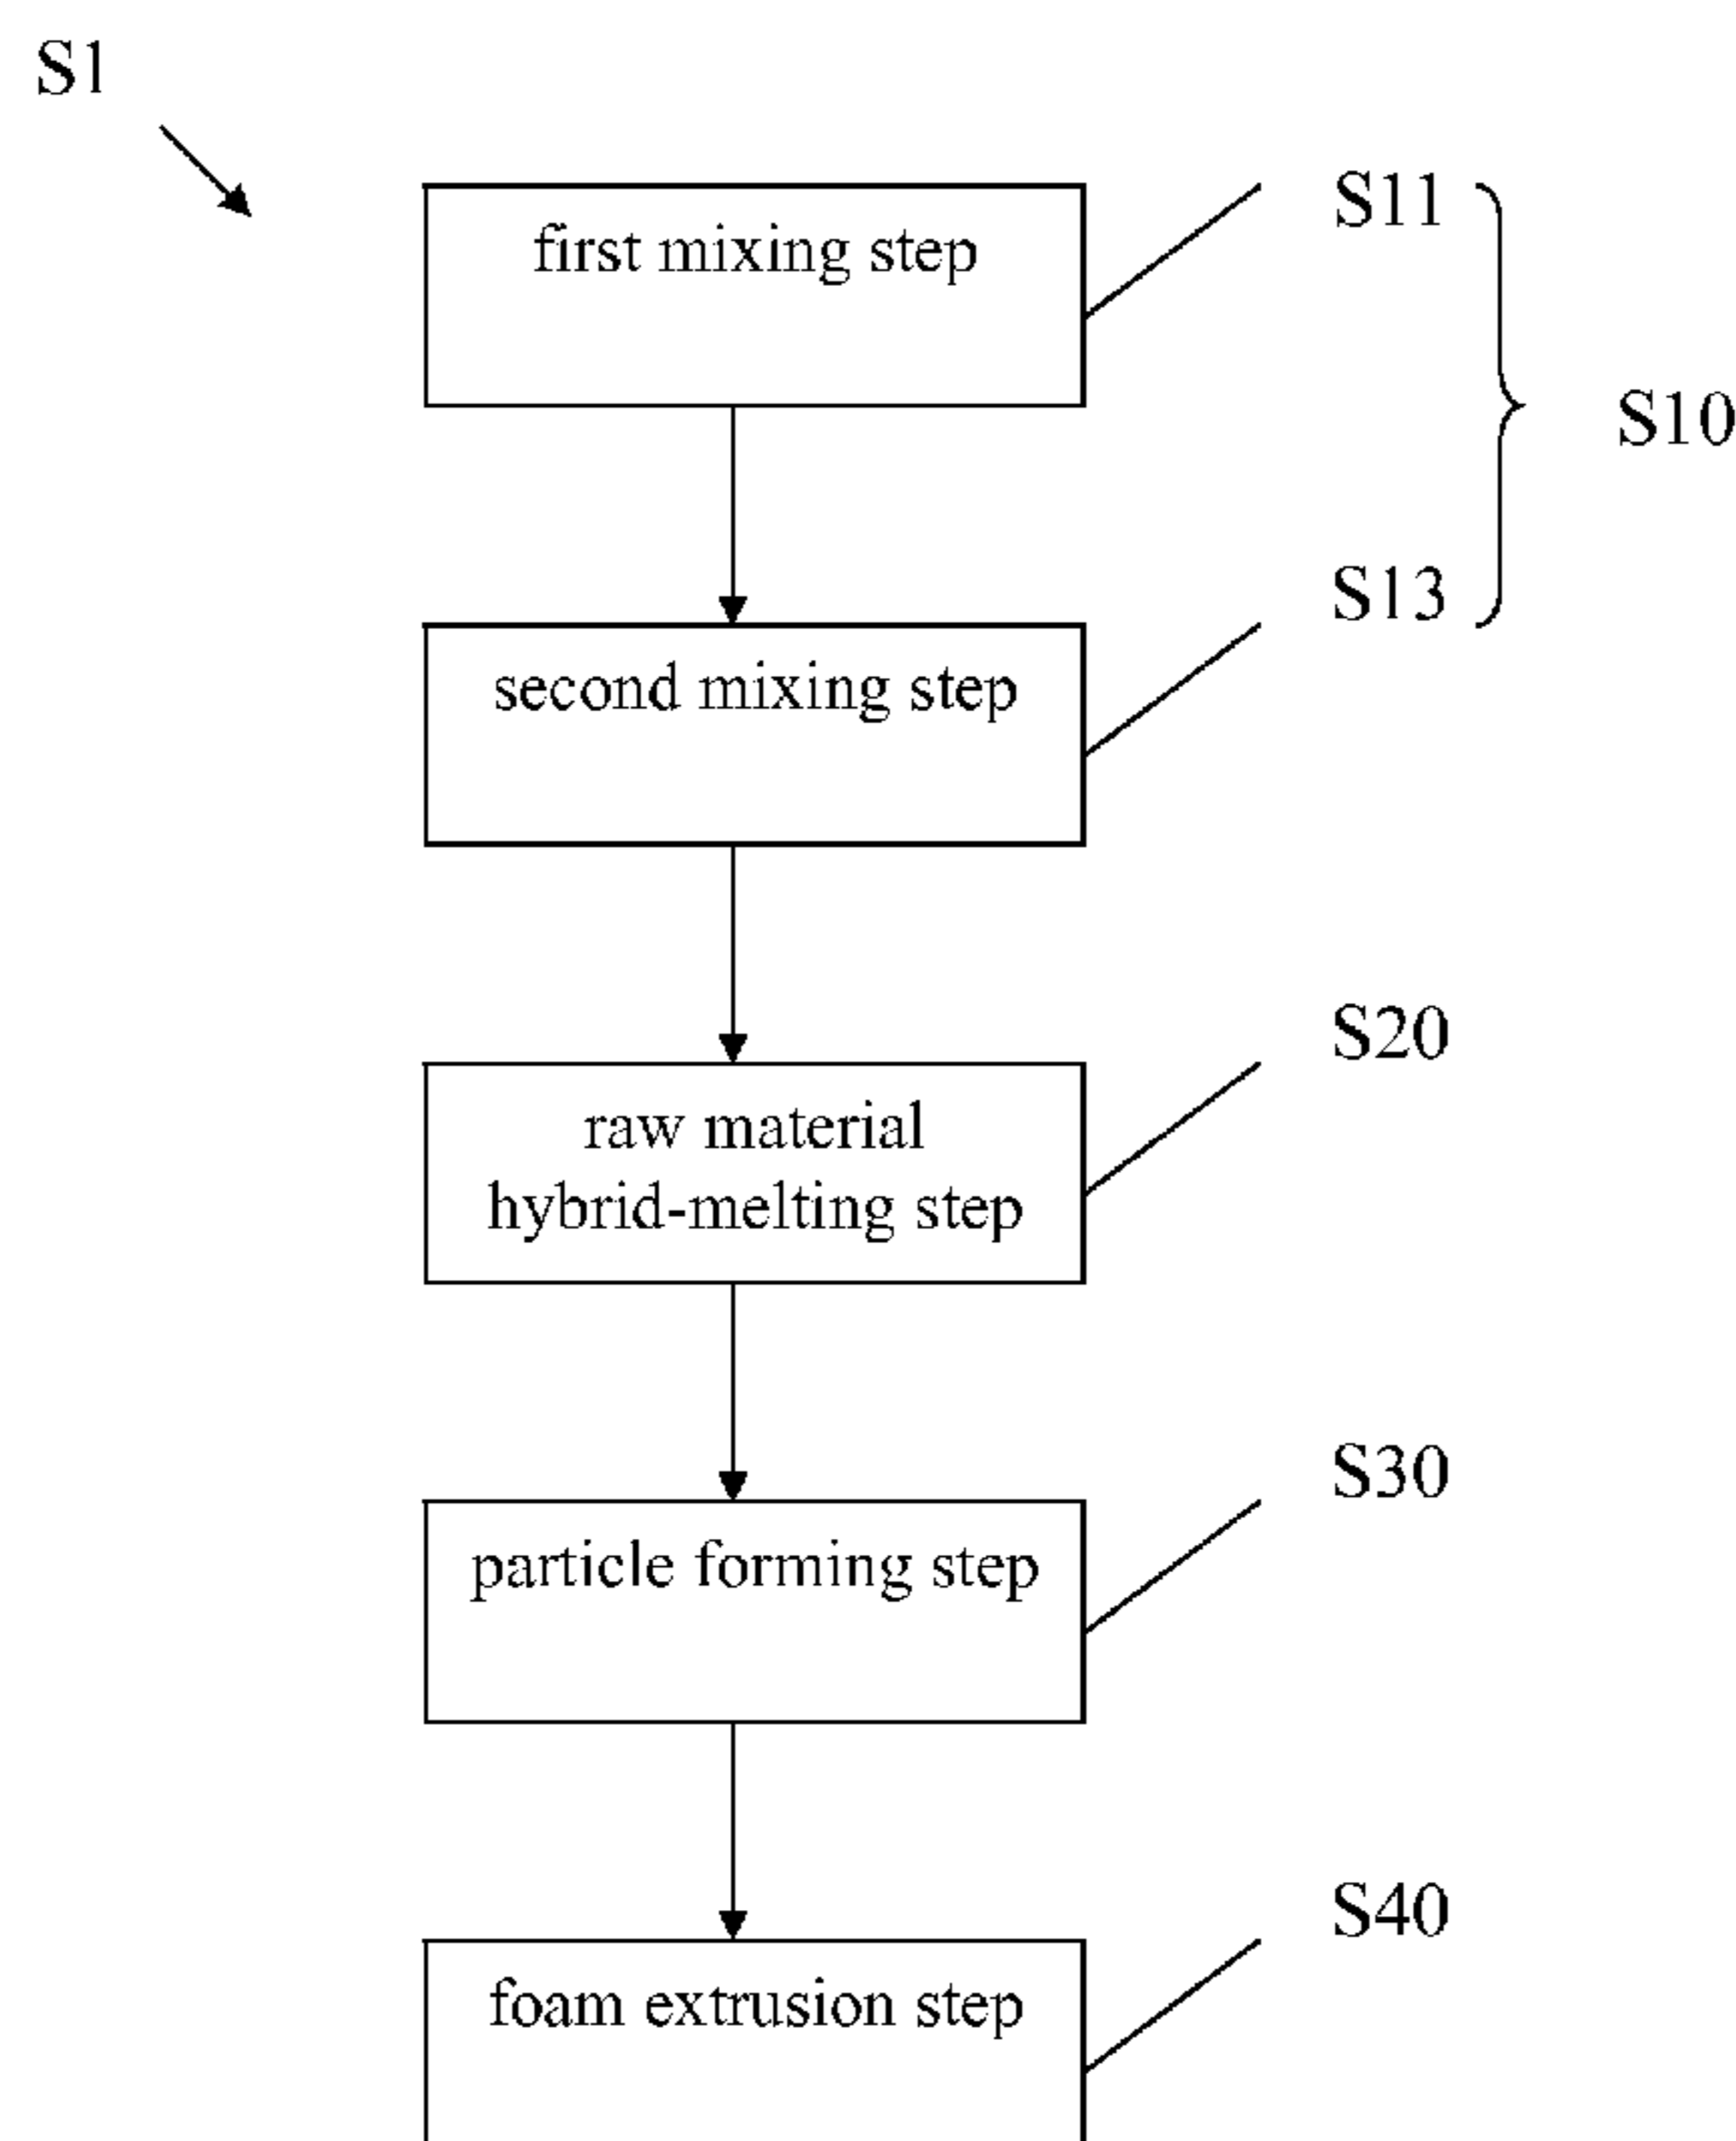 S1
first mixing step
S11
S10
second mixing step
S13
raw material
hybrid-melting step
S20
particle forming step
S30
foam extrusion step
S40